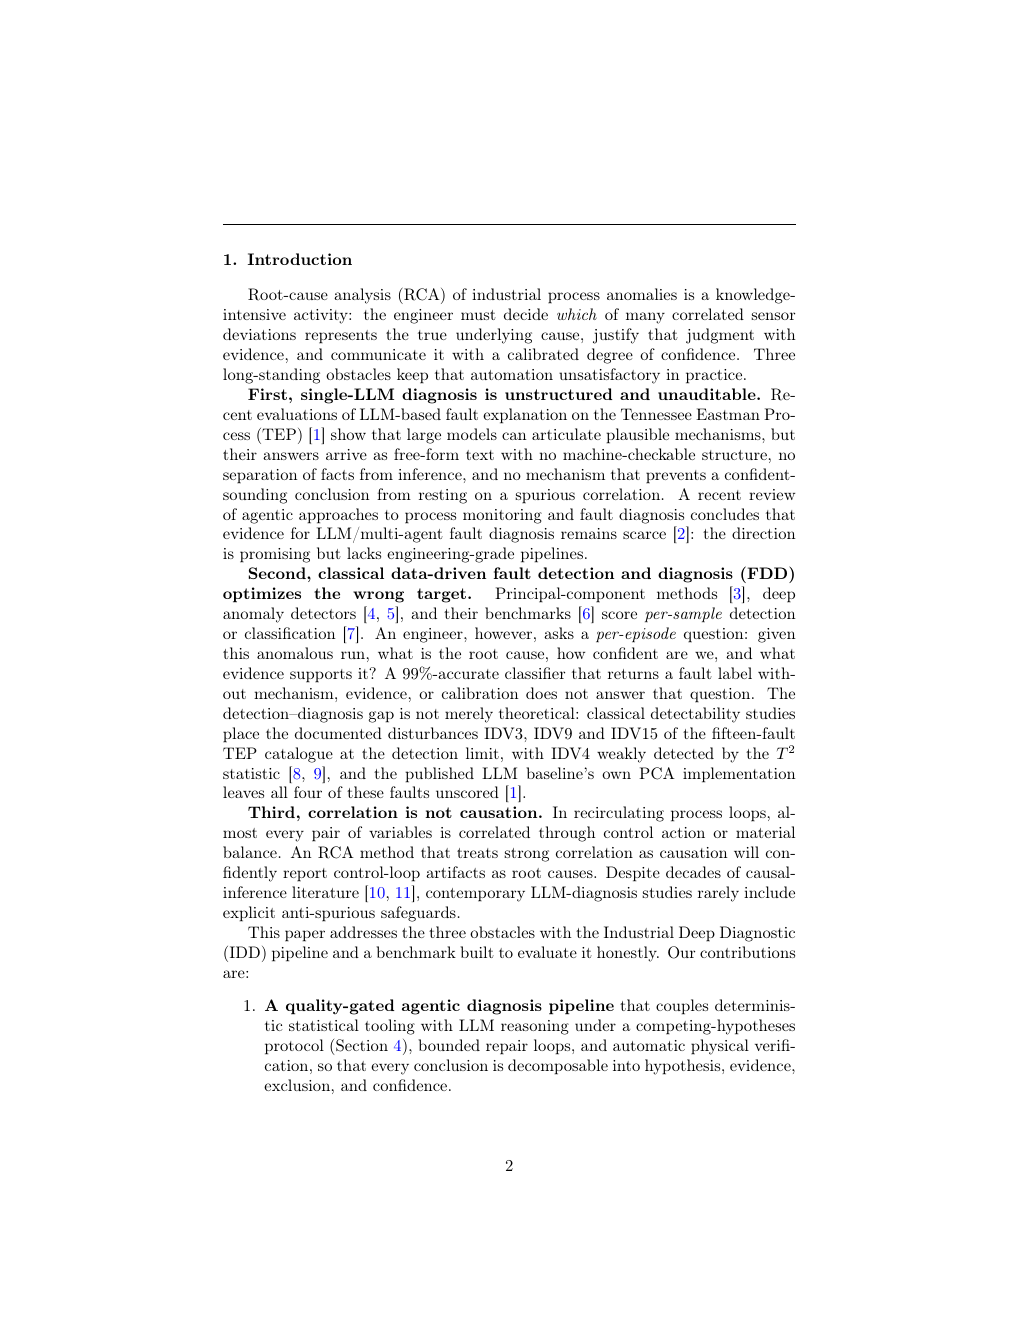 1. Introduction
Root-cause analysis (RCA) of industrial process anomalies is a knowledge-
intensive activity: the engineer must decide which of many correlated sensor
deviations represents the true underlying cause, justify that judgment with
evidence, and communicate it with a calibrated degree of confidence. Three
long-standing obstacles keep that automation unsatisfactory in practice.
First, single-LLM diagnosis is unstructured and unauditable. Re-
cent evaluations of LLM-based fault explanation on the Tennessee Eastman Pro-
cess (TEP) [1] show that large models can articulate plausible mechanisms, but
their answers arrive as free-form text with no machine-checkable structure, no
separation of facts from inference, and no mechanism that prevents a confident-
sounding conclusion from resting on a spurious correlation. A recent review
of agentic approaches to process monitoring and fault diagnosis concludes that
evidence for LLM/multi-agent fault diagnosis remains scarce [2]: the direction
is promising but lacks engineering-grade pipelines.
Second, classical data-driven fault detection and diagnosis (FDD)
optimizes the wrong target. Principal-component methods [3], deep
anomaly detectors [4, 5], and their benchmarks [6] score per-sample detection
or classification [7]. An engineer, however, asks a per-episode question: given
this anomalous run, what is the root cause, how confident are we, and what
evidence supports it? A 99%-accurate classifier that returns a fault label with-
out mechanism, evidence, or calibration does not answer that question. The
detection–diagnosis gap is not merely theoretical: classical detectability studies
place the documented disturbances IDV3, IDV9 and IDV15 of the fifteen-fault
TEP catalogue at the detection limit, with IDV4 weakly detected by the T²
statistic [8, 9], and the published LLM baseline's own PCA implementation
leaves all four of these faults unscored [1].
Third, correlation is not causation. In recirculating process loops, al-
most every pair of variables is correlated through control action or material
balance. An RCA method that treats strong correlation as causation will con-
fidently report control-loop artifacts as root causes. Despite decades of causal-
inference literature [10, 11], contemporary LLM-diagnosis studies rarely include
explicit anti-spurious safeguards.
This paper addresses the three obstacles with the Industrial Deep Diagnostic
(IDD) pipeline and a benchmark built to evaluate it honestly. Our contributions
are:
1. A quality-gated agentic diagnosis pipeline that couples determinis-
tic statistical tooling with LLM reasoning under a competing-hypotheses
protocol (Section 4), bounded repair loops, and automatic physical verifi-
cation, so that every conclusion is decomposable into hypothesis, evidence,
exclusion, and confidence.
2